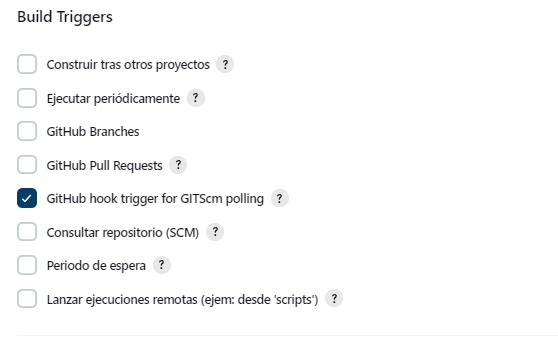 Build Triggers
Construir tras otros proyectos ?
Ejecutar periódicamente ?
GitHub Branches
GitHub Pull Requests ?
GitHub hook trigger for GITScm polling ?
Consultar repositorio (SCM) ?
Periodo de espera ?
Lanzar ejecuciones remotas (ejem: desde 'scripts') ?